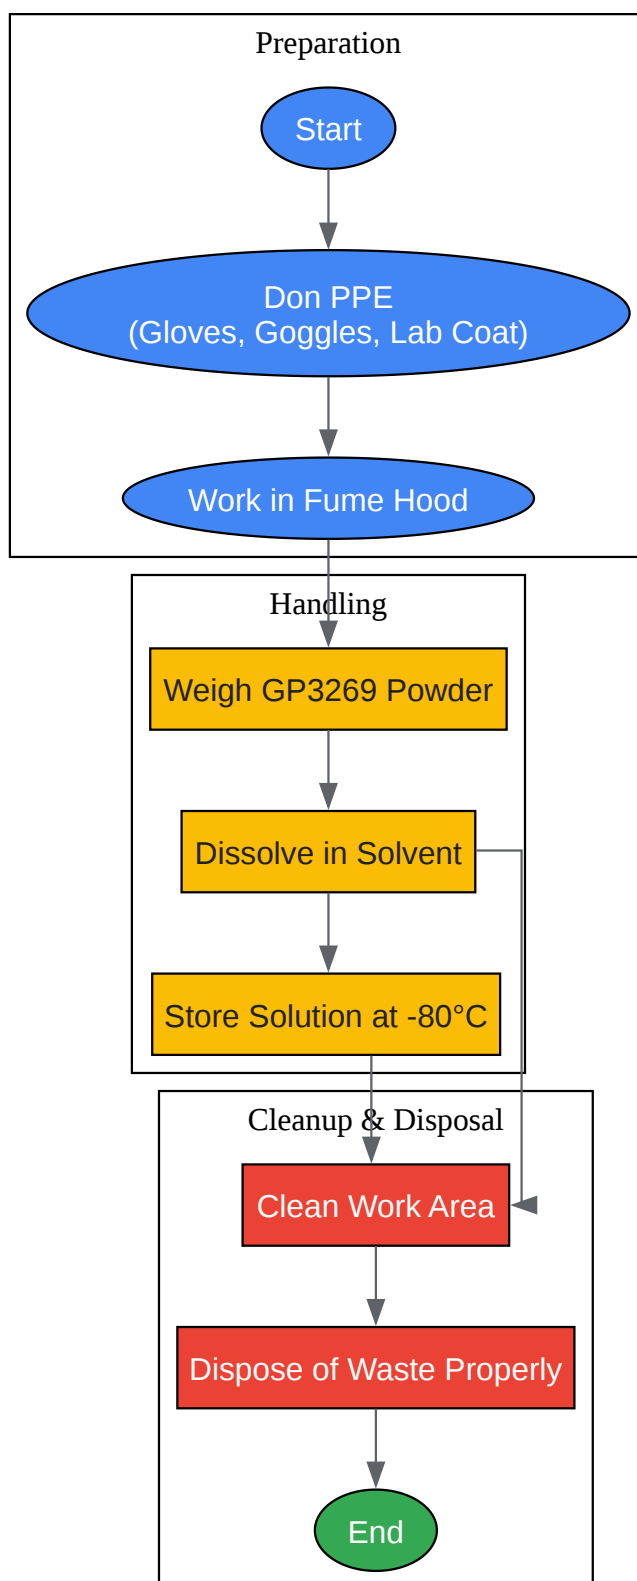 Preparation
Start
Don PPE
(Gloves, Goggles, Lab Coat)
Work in Fume Hood
Handling
Weigh GP3269 Powder
Dissolve in Solvent
Store Solution at -80°C
Cleanup & Disposal
Clean Work Area
Dispose of Waste Properly
End